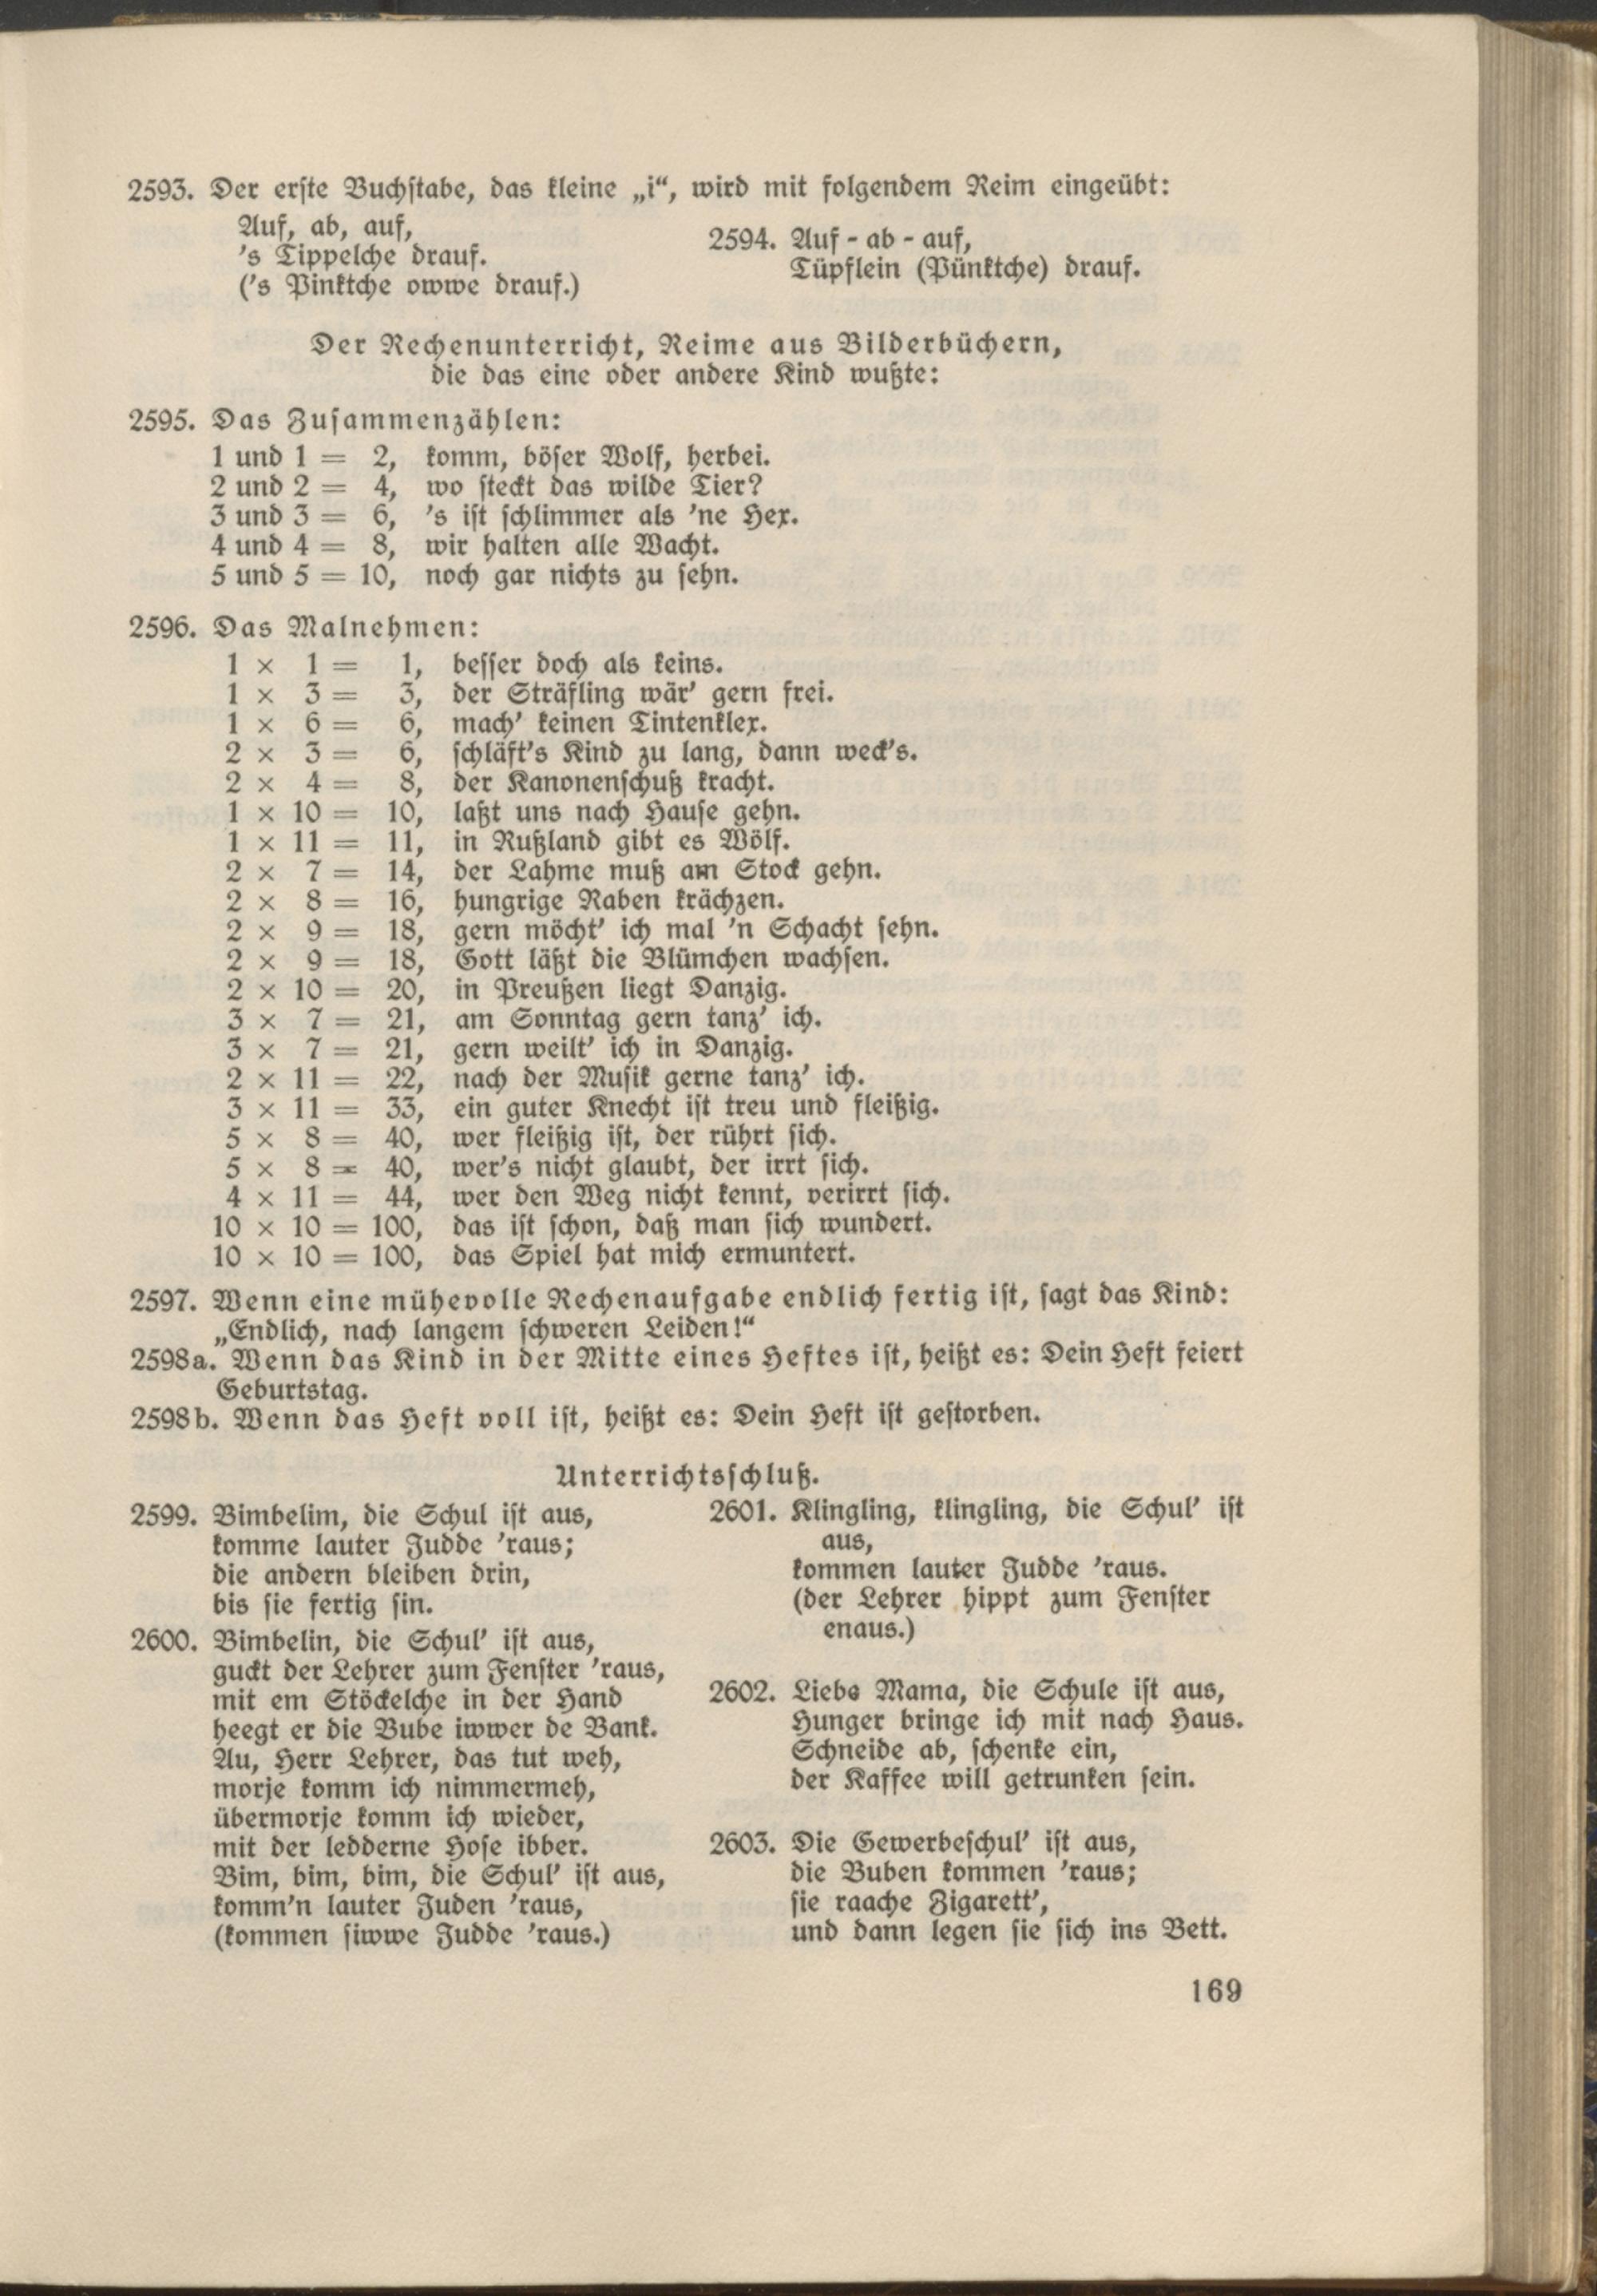 2593. Der erste Buchstabe, das kleine „i“, wird mit folgendem Reim eingeübt:
Auf, ab, auf,
's Tippelche drauf.
('s Pinktche owwe drauf.)
2594. Auf - ab - auf,
Tüpflein (Pünktche) drauf.
Der Rechenunterricht, Reime aus Bilderbüchern,
die das eine oder andere Kind wußte:
2595. Das Zusammenzählen:
1 und 1 = 2, komm, böser Wolf, herbei.
2 und 2 = 4, wo steckt das wilde Tier?
3 und 3 = 6, 's ist schlimmer als 'ne Hex.
4 und 4 = 8, wir halten alle Wacht.
5 und 5 = 10, noch gar nichts zu sehn.
2596. Das Malnehmen:
1 × 1 = 1, besser doch als keins.
1 × 3 = 3, der Sträfling wär' gern frei.
1 × 6 = 6, mach' keinen Tintenklex.
2 × 3 = 6, schläft's Kind zu lang, dann weck's.
2 × 4 = 8, der Kanonenschuß kracht.
1 × 10 = 10, laßt uns nach Hause gehn.
1 × 11 = 11, in Rußland gibt es Wölf.
2 × 7 = 14, der Lahme muß am Stock gehn.
2 × 8 = 16, hungrige Raben krächzen.
2 × 9 = 18, gern möcht' ich mal 'n Schacht sehn.
2 × 9 = 18, Gott läßt die Blümchen wachsen.
2 × 10 = 20, in Preußen liegt Danzig.
3 × 7 = 21, am Sonntag gern tanz' ich.
3 × 7 = 21, gern weilt' ich in Danzig.
2 × 11 = 22, nach der Musik gerne tanz' ich.
3 × 11 = 33, ein guter Knecht ist treu und fleißig.
5 × 8 = 40, wer fleißig ist, der rührt sich.
5 × 8 = 40, wer's nicht glaubt, der irrt sich.
4 × 11 = 44, wer den Weg nicht kennt, verirrt sich.
10 × 10 = 100, das ist schon, daß man sich wundert.
10 × 10 = 100, das Spiel hat mich ermuntert.
2597. Wenn eine mühevolle Rechenaufgabe endlich fertig ist, sagt das Kind:
„Endlich, nach langem schweren Leiden!“
2598a. Wenn das Kind in der Mitte eines Heftes ist, heißt es: Dein Heft feiert
Geburtstag.
2598b. Wenn das Heft voll ist, heißt es: Dein Heft ist gestorben.
Unterrichtsschluß.
2599. Bimbelim, die Schul ist aus,
komme lauter Judde 'raus;
die andern bleiben drin,
bis sie fertig sin.
2600. Bimbelin, die Schul' ist aus,
guckt der Lehrer zum Fenster 'raus,
mit em Stöckelche in der Hand
heegt er die Bube iwwer de Bank.
Au, Herr Lehrer, das tut weh,
morje komm ich nimmermeh,
übermorje komm ich wieder,
mit der ledderne Hose ibber.
Bim, bim, bim, die Schul' ist aus,
komm'n lauter Juden 'raus,
(kommen siwwe Judde 'raus.)
2601. Klingling, klingling, die Schul' ist
aus,
kommen lauter Judde 'raus.
(der Lehrer hippt zum Fenster
enaus.)
2602. Liebe Mama, die Schule ist aus,
Hunger bringe ich mit nach Haus.
Schneide ab, schenke ein,
der Kaffee will getrunken sein.
2603. Die Gewerbeschul' ist aus,
die Buben kommen 'raus;
sie raache Zigarett',
und dann legen sie sich ins Bett.
169